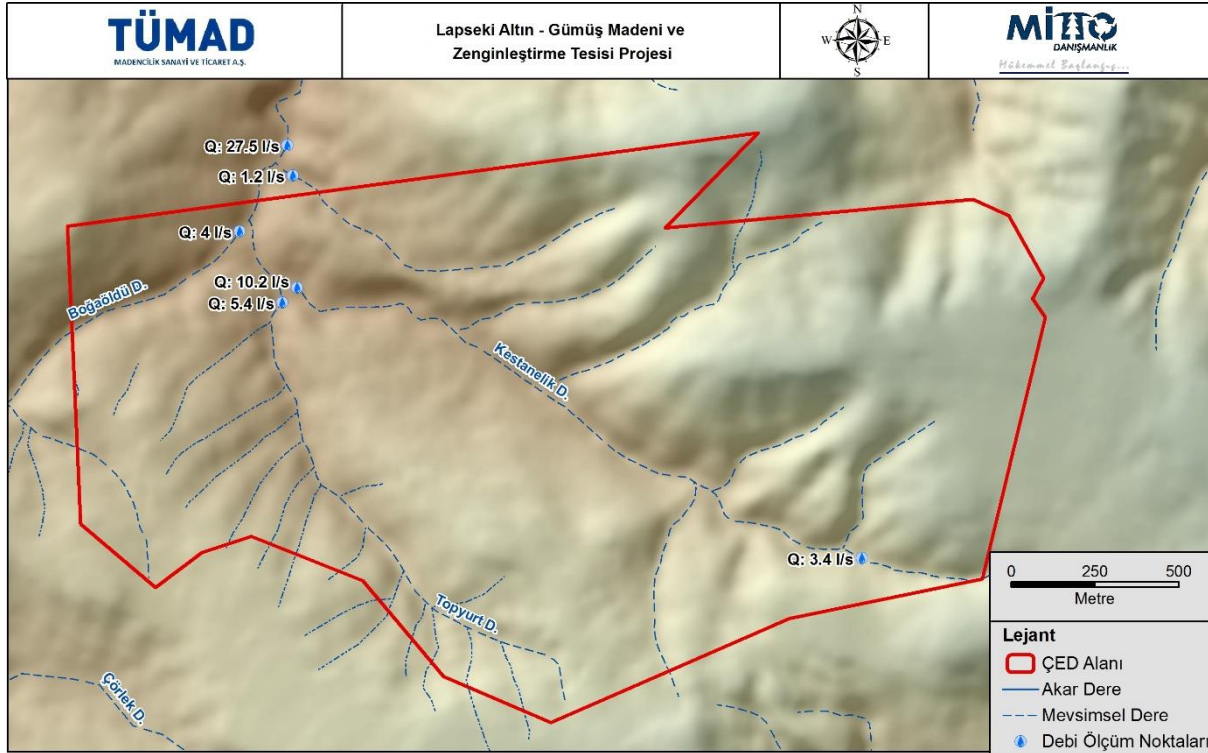 TÜMAD
MADENCİLİK SANAYİ VE TİCARET A.Ş.
Lapseki Altın - Gümüş Madeni ve
Zenginleştirme Tesisi Projesi
N
W E
S
MİTTO
DANIŞMANLIK
Mükemmel Başlangıç...
Q: 27.5 l/s
Q: 1.2 l/s
Q: 4 l/s
Q: 10.2 l/s
Q: 5.4 l/s
Boğaöldü D.
Kestanelik D.
Q: 3.4 l/s
Topyurt D.
Çörlek D.
0 250 500
Metre
Lejant
ÇED Alanı
Akar Dere
Mevsimsel Dere
Debi Ölçüm Noktaları